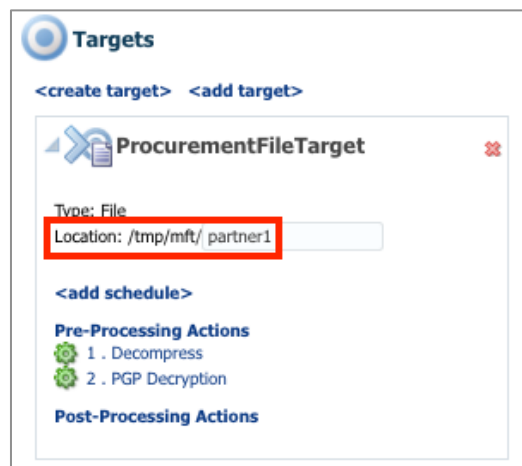 Targets
<create target> <add target>
ProcurementFileTarget
Type: File
Location: /tmp/mft/ partner1
<add schedule>
Pre-Processing Actions
1 . Decompress
2 . PGP Decryption
Post-Processing Actions